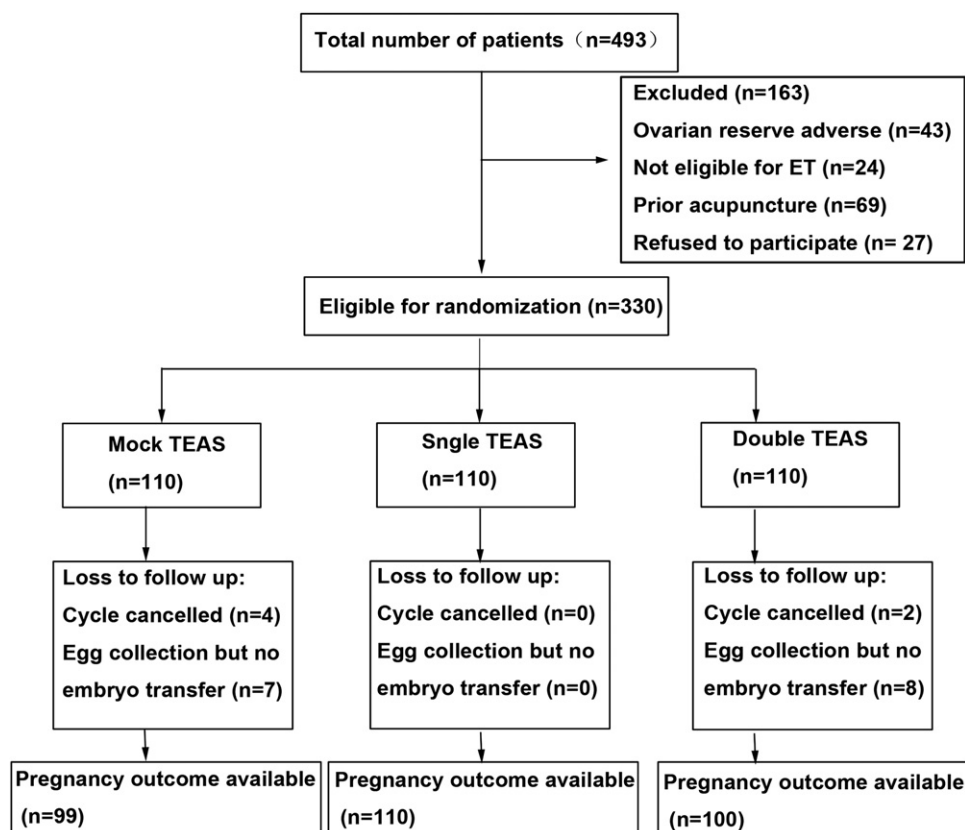 Total number of patients（n=493）
Excluded (n=163)
Ovarian reserve adverse (n=43)
Not eligible for ET (n=24)
Prior acupuncture (n=69)
Refused to participate (n= 27)
Eligible for randomization (n=330)
Mock TEAS
(n=110)
Sngle TEAS
(n=110)
Double TEAS
(n=110)
Loss to follow up:
Cycle cancelled (n=4)
Egg collection but no
embryo transfer (n=7)
Loss to follow up:
Cycle cancelled (n=0)
Egg collection but no
embryo transfer (n=0)
Loss to follow up:
Cycle cancelled (n=2)
Egg collection but no
embryo transfer (n=8)
Pregnancy outcome available
(n=99)
Pregnancy outcome available
(n=110)
Pregnancy outcome available
(n=100)